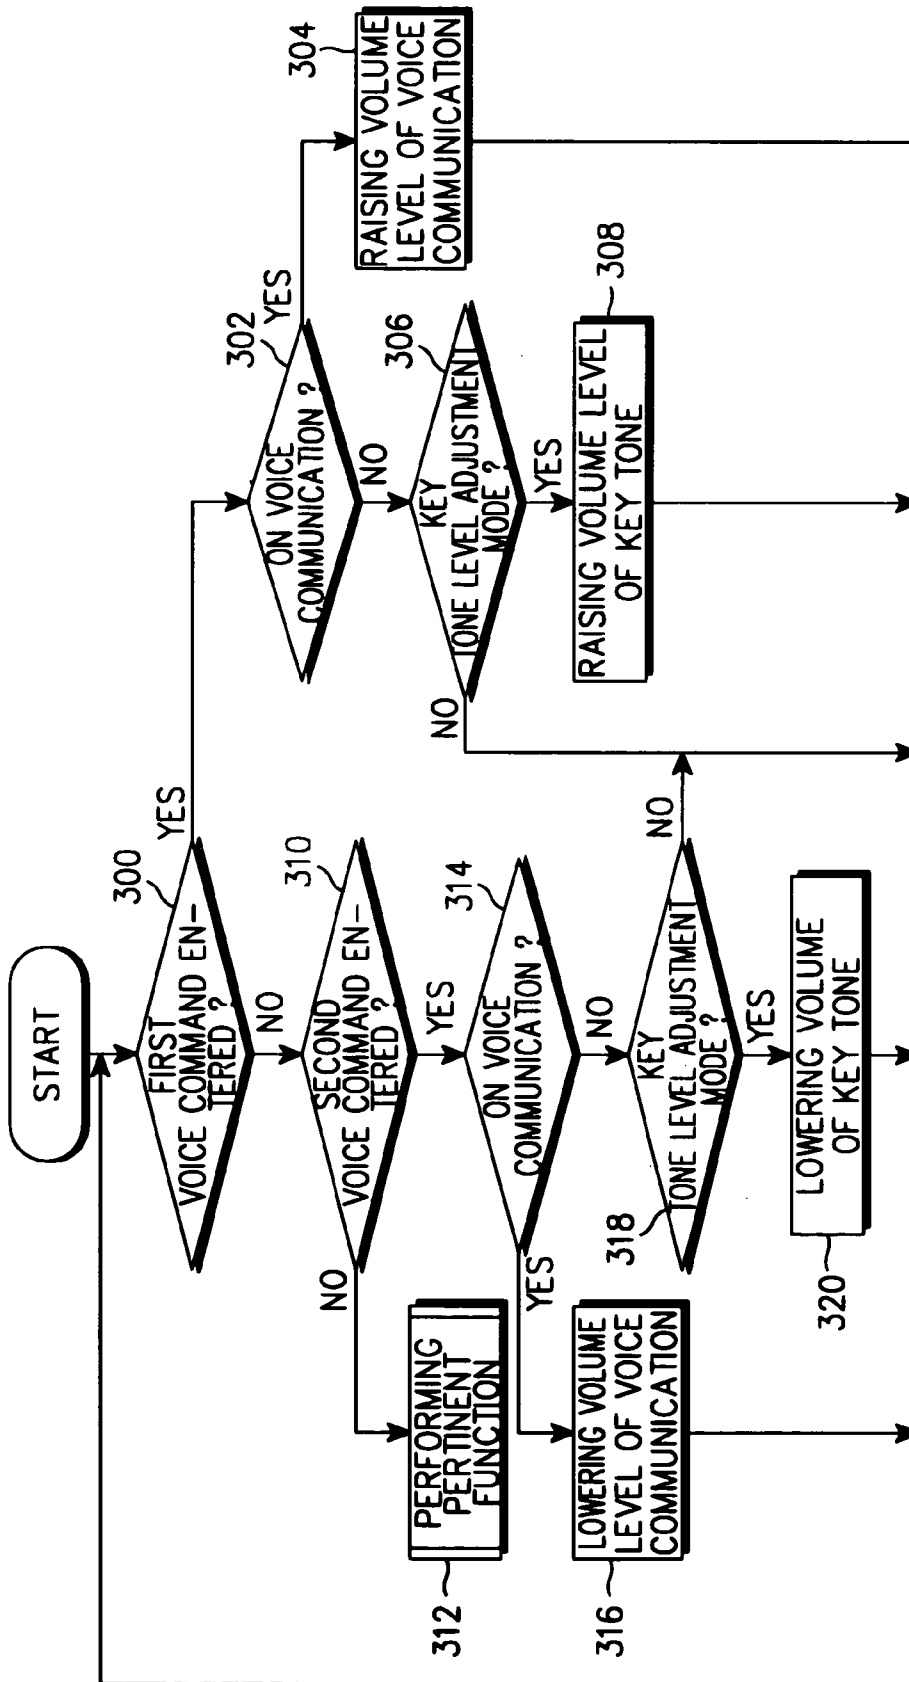 START
FIRST
VOICE COMMAND EN-
TERED ?
300
YES
NO
ON VOICE
COMMUNICATION ?
302
YES
NO
RAISING VOLUME
LEVEL OF VOICE
COMMUNICATION
304
KEY
TONE LEVEL ADJUSTMENT
MODE ?
306
NO
YES
RAISING VOLUME LEVEL
OF KEY TONE
308
SECOND
VOICE COMMAND EN-
TERED ?
310
NO
YES
PERFORMING
PERTINENT
FUNCTION
312
ON VOICE
COMMUNICATION ?
314
YES
NO
LOWERING VOLUME
LEVEL OF VOICE
COMMUNICATION
316
KEY
TONE LEVEL ADJUSTMENT
MODE ?
318
NO
YES
LOWERING VOLUME
OF KEY TONE
320